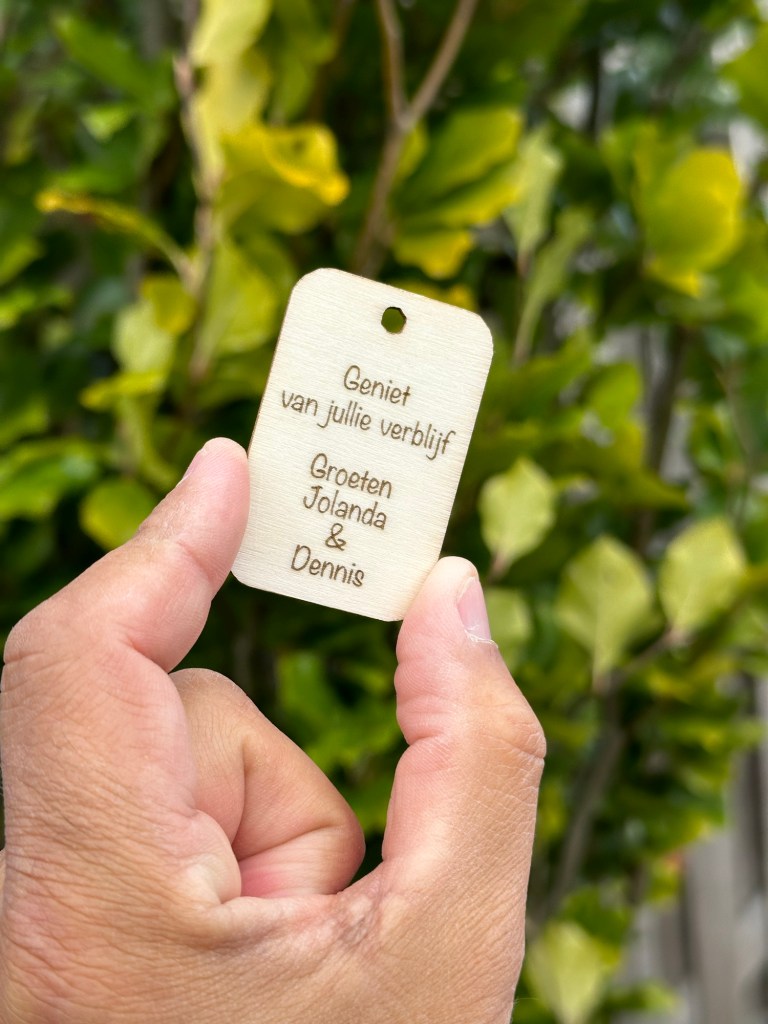 Geniet
van jullie verblijf
Groeten
Jolanda
&
Dennis